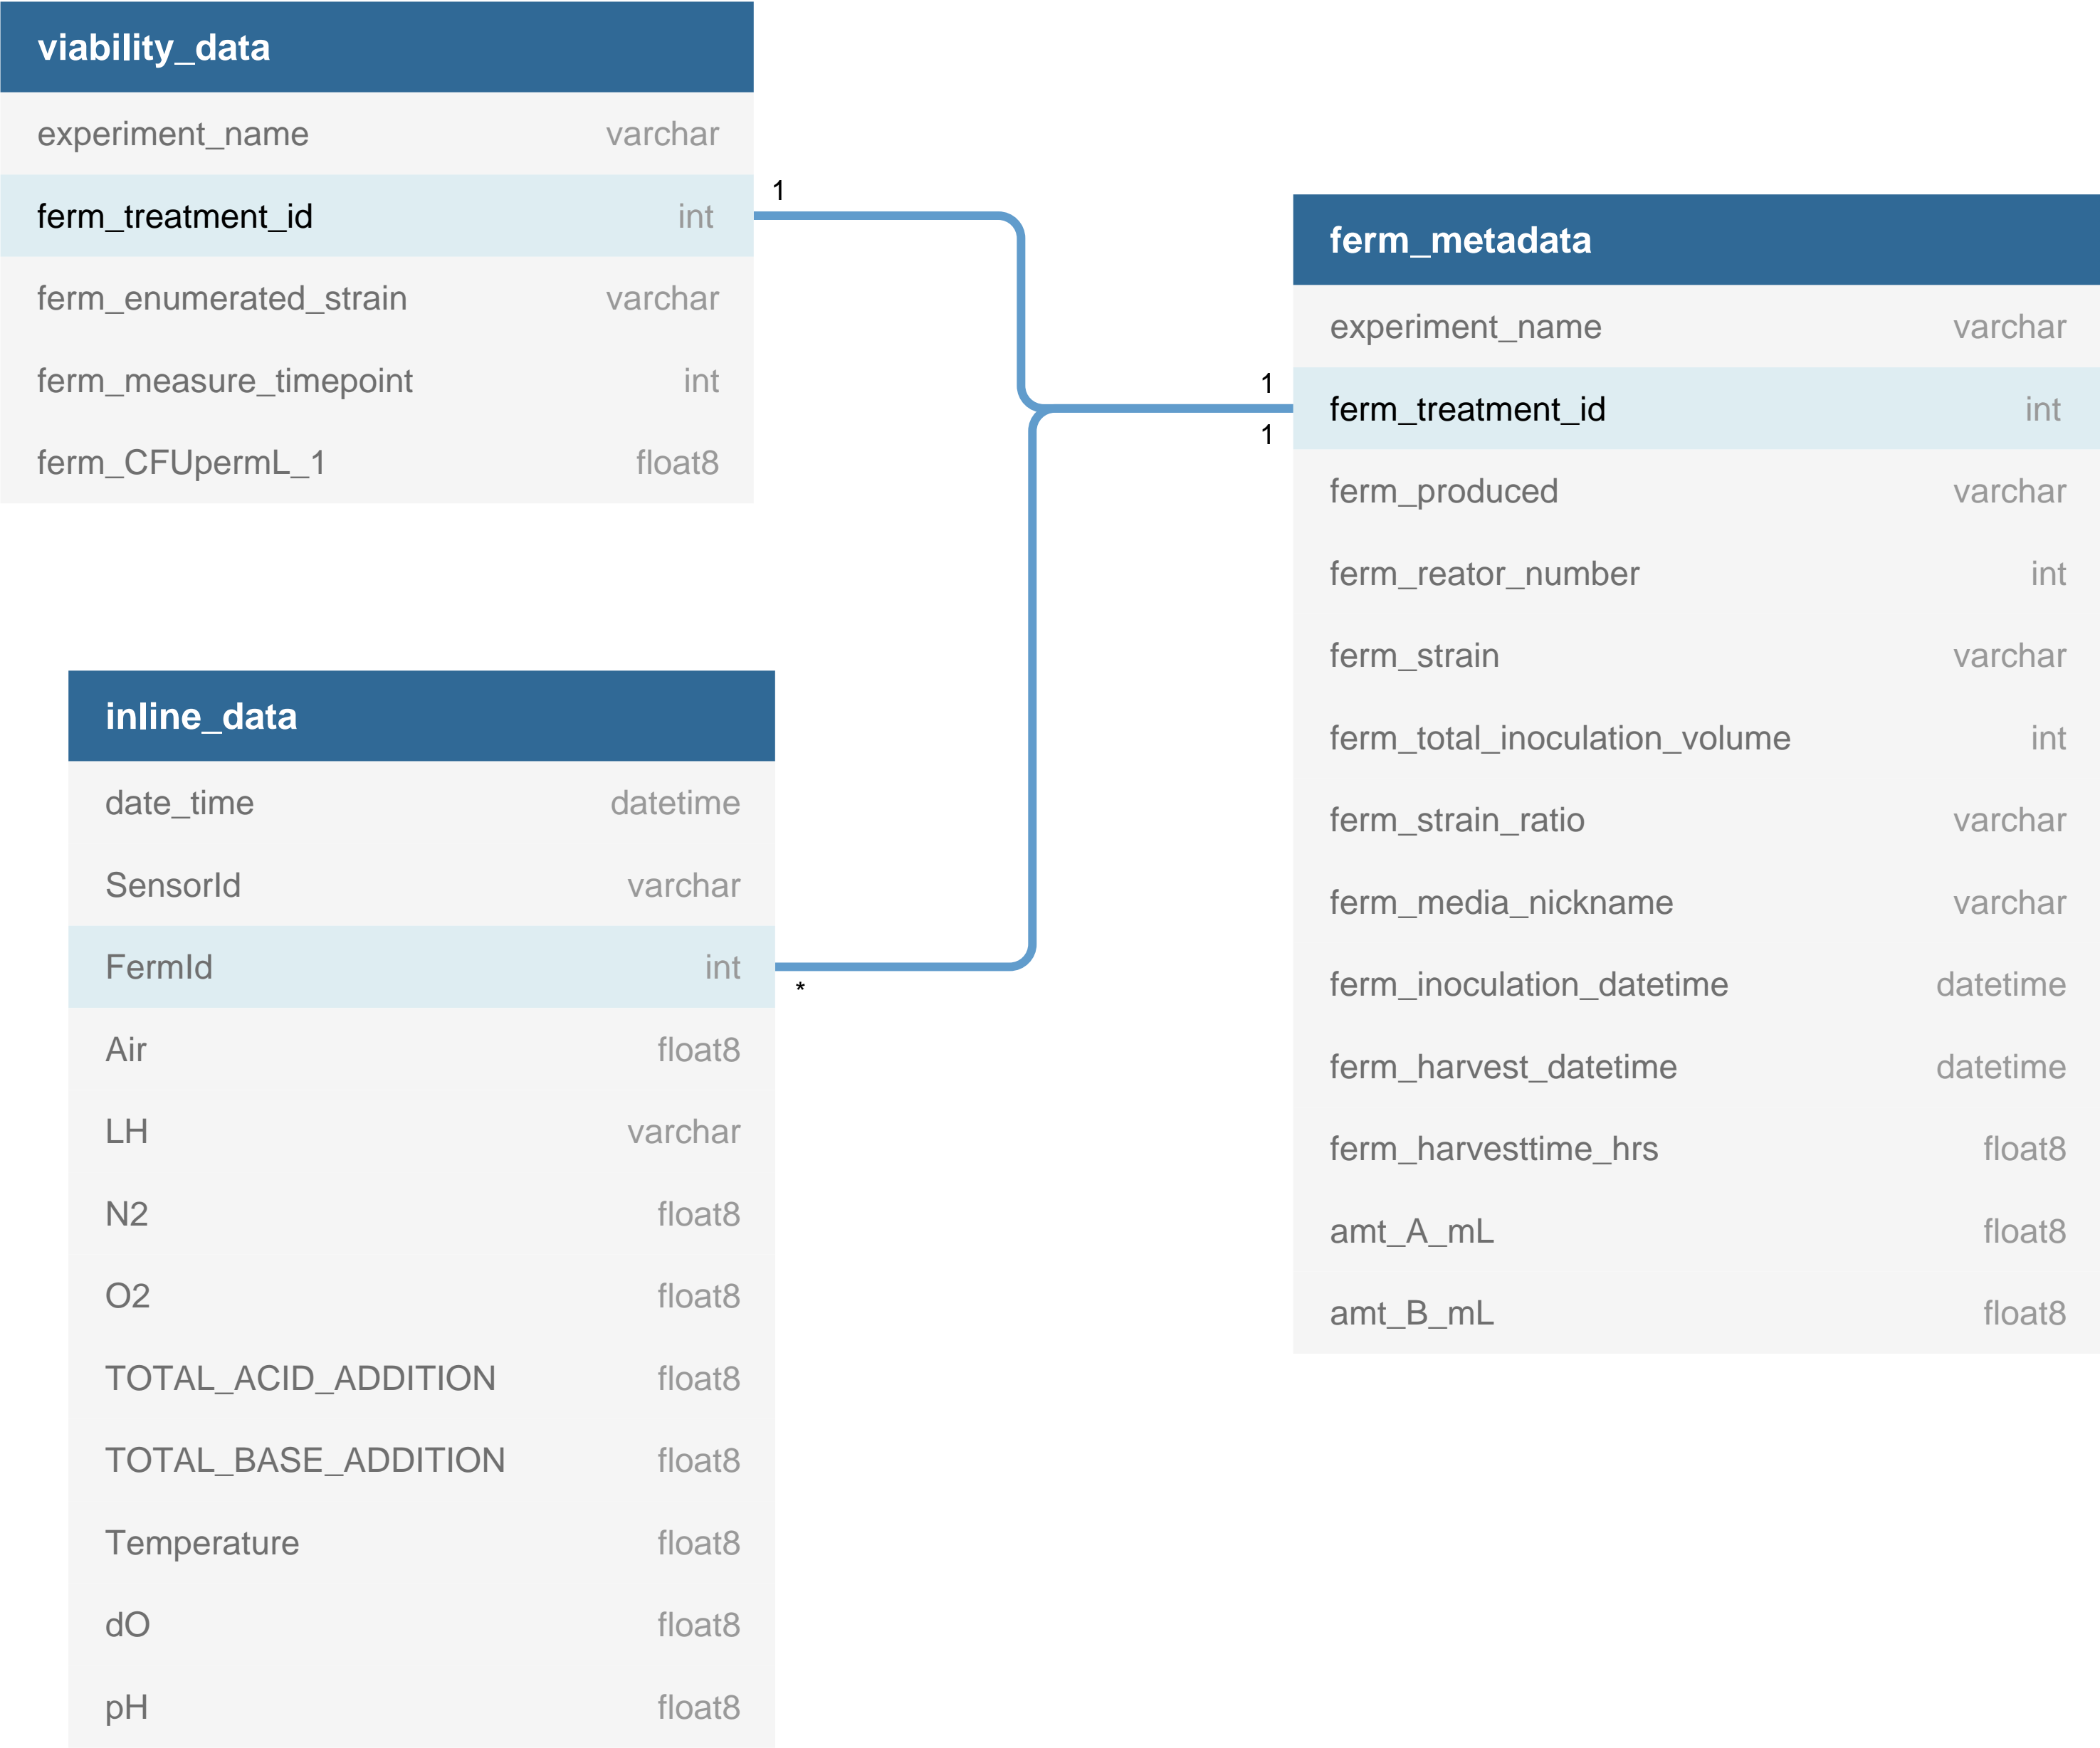 viability_data
experiment_name varchar
ferm_treatment_id int
ferm_enumerated_strain varchar
ferm_measure_timepoint int
ferm_CFUpermL_1 float8
1
1
1
*
ferm_metadata
experiment_name varchar
ferm_treatment_id int
ferm_produced varchar
ferm_reator_number int
ferm_strain varchar
ferm_total_inoculation_volume int
ferm_strain_ratio varchar
ferm_media_nickname varchar
ferm_inoculation_datetime datetime
ferm_harvest_datetime datetime
ferm_harvesttime_hrs float8
amt_A_mL float8
amt_B_mL float8
inline_data
date_time datetime
SensorId varchar
FermId int
Air float8
LH varchar
N2 float8
O2 float8
TOTAL_ACID_ADDITION float8
TOTAL_BASE_ADDITION float8
Temperature float8
dO float8
pH float8